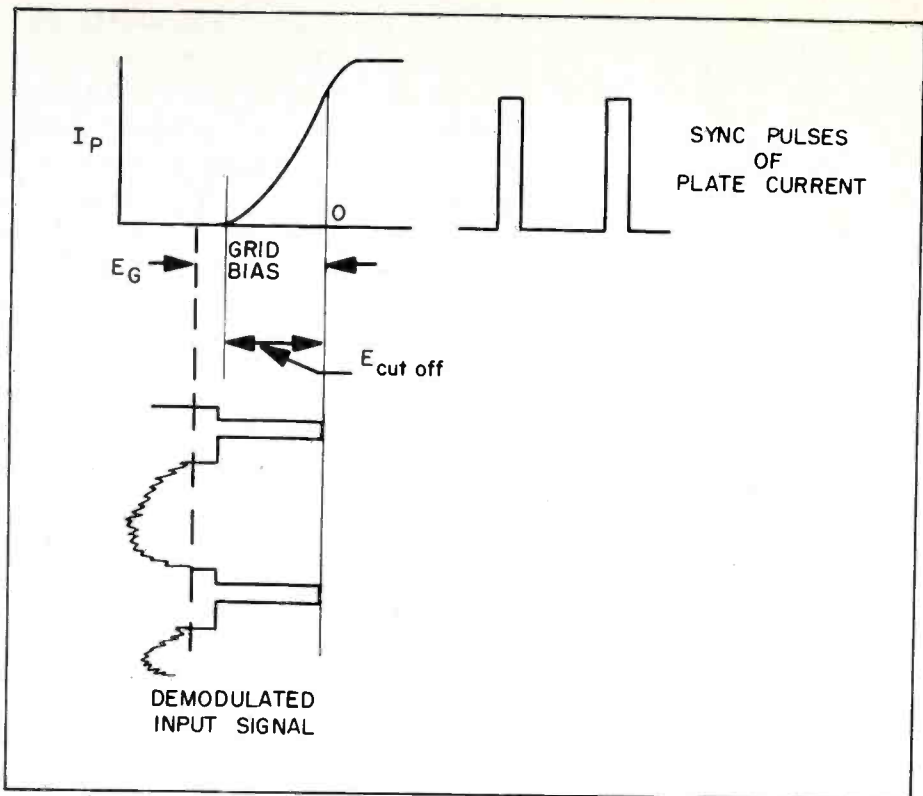 I_P
SYNC PULSES
OF
PLATE CURRENT
O
E_G
GRID
BIAS
E_cut off
DEMODULATED
INPUT SIGNAL